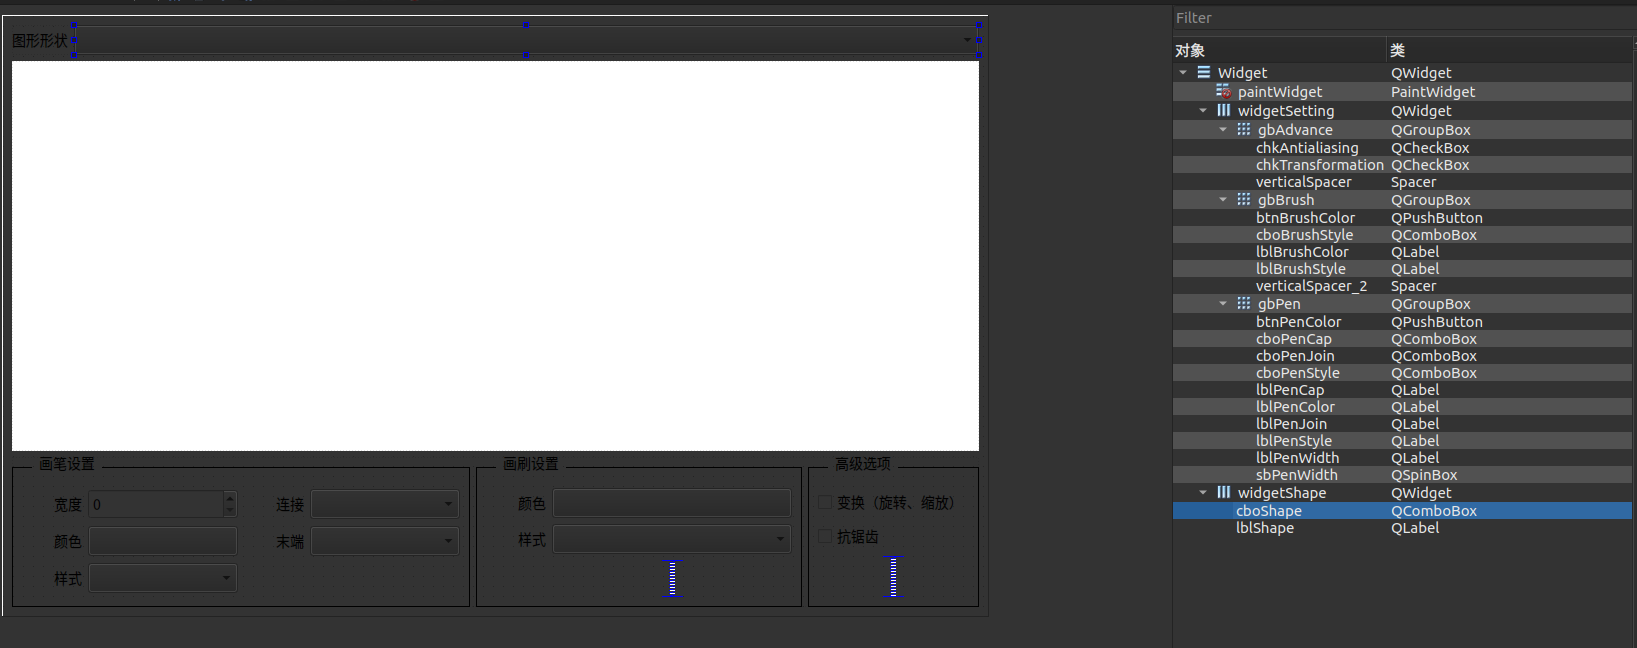 图形形状
画笔设置
宽度 0 连接
颜色 末端
样式
画刷设置
颜色
样式
高级选项
变换（旋转、缩放）
抗锯齿
Filter
对象 类
Widget QWidget
paintWidget PaintWidget
widgetSetting QWidget
gbAdvance QGroupBox
chkAntialiasing QCheckBox
chkTransformation QCheckBox
verticalSpacer Spacer
gbBrush QGroupBox
btnBrushColor QPushButton
cboBrushStyle QComboBox
lblBrushColor QLabel
lblBrushStyle QLabel
verticalSpacer_2 Spacer
gbPen QGroupBox
btnPenColor QPushButton
cboPenCap QComboBox
cboPenJoin QComboBox
cboPenStyle QComboBox
lblPenCap QLabel
lblPenColor QLabel
lblPenJoin QLabel
lblPenStyle QLabel
lblPenWidth QLabel
sbPenWidth QSpinBox
widgetShape QWidget
cboShape QComboBox
lblShape QLabel